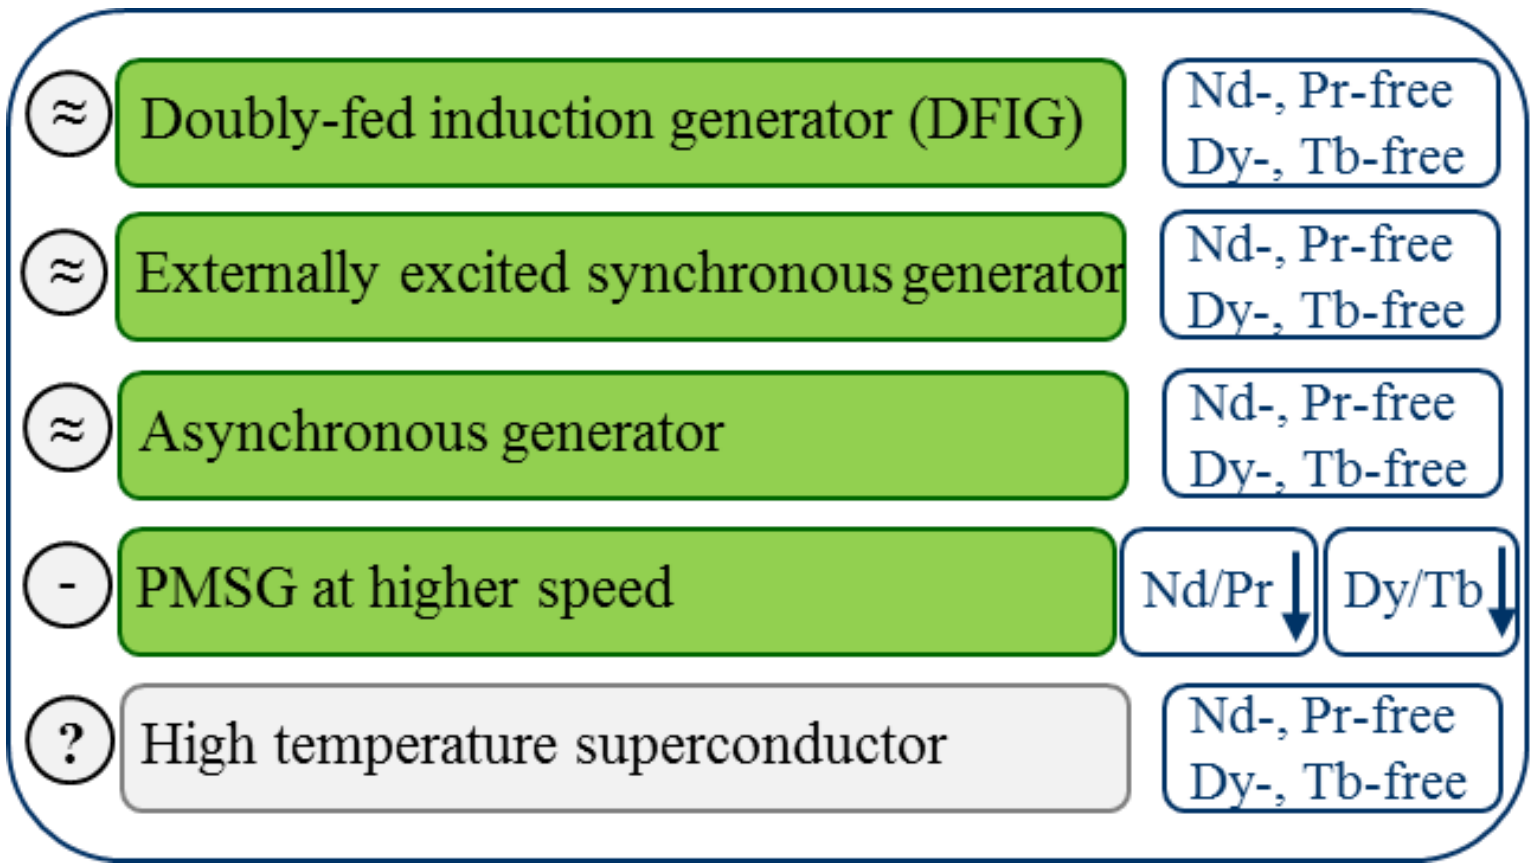 ≈ Doubly-fed induction generator (DFIG) Nd-, Pr-free
Dy-, Tb-free
≈ Externally excited synchronous generator Nd-, Pr-free
Dy-, Tb-free
≈ Asynchronous generator Nd-, Pr-free
Dy-, Tb-free
- PMSG at higher speed Nd/Pr ↓ Dy/Tb ↓
? High temperature superconductor Nd-, Pr-free
Dy-, Tb-free